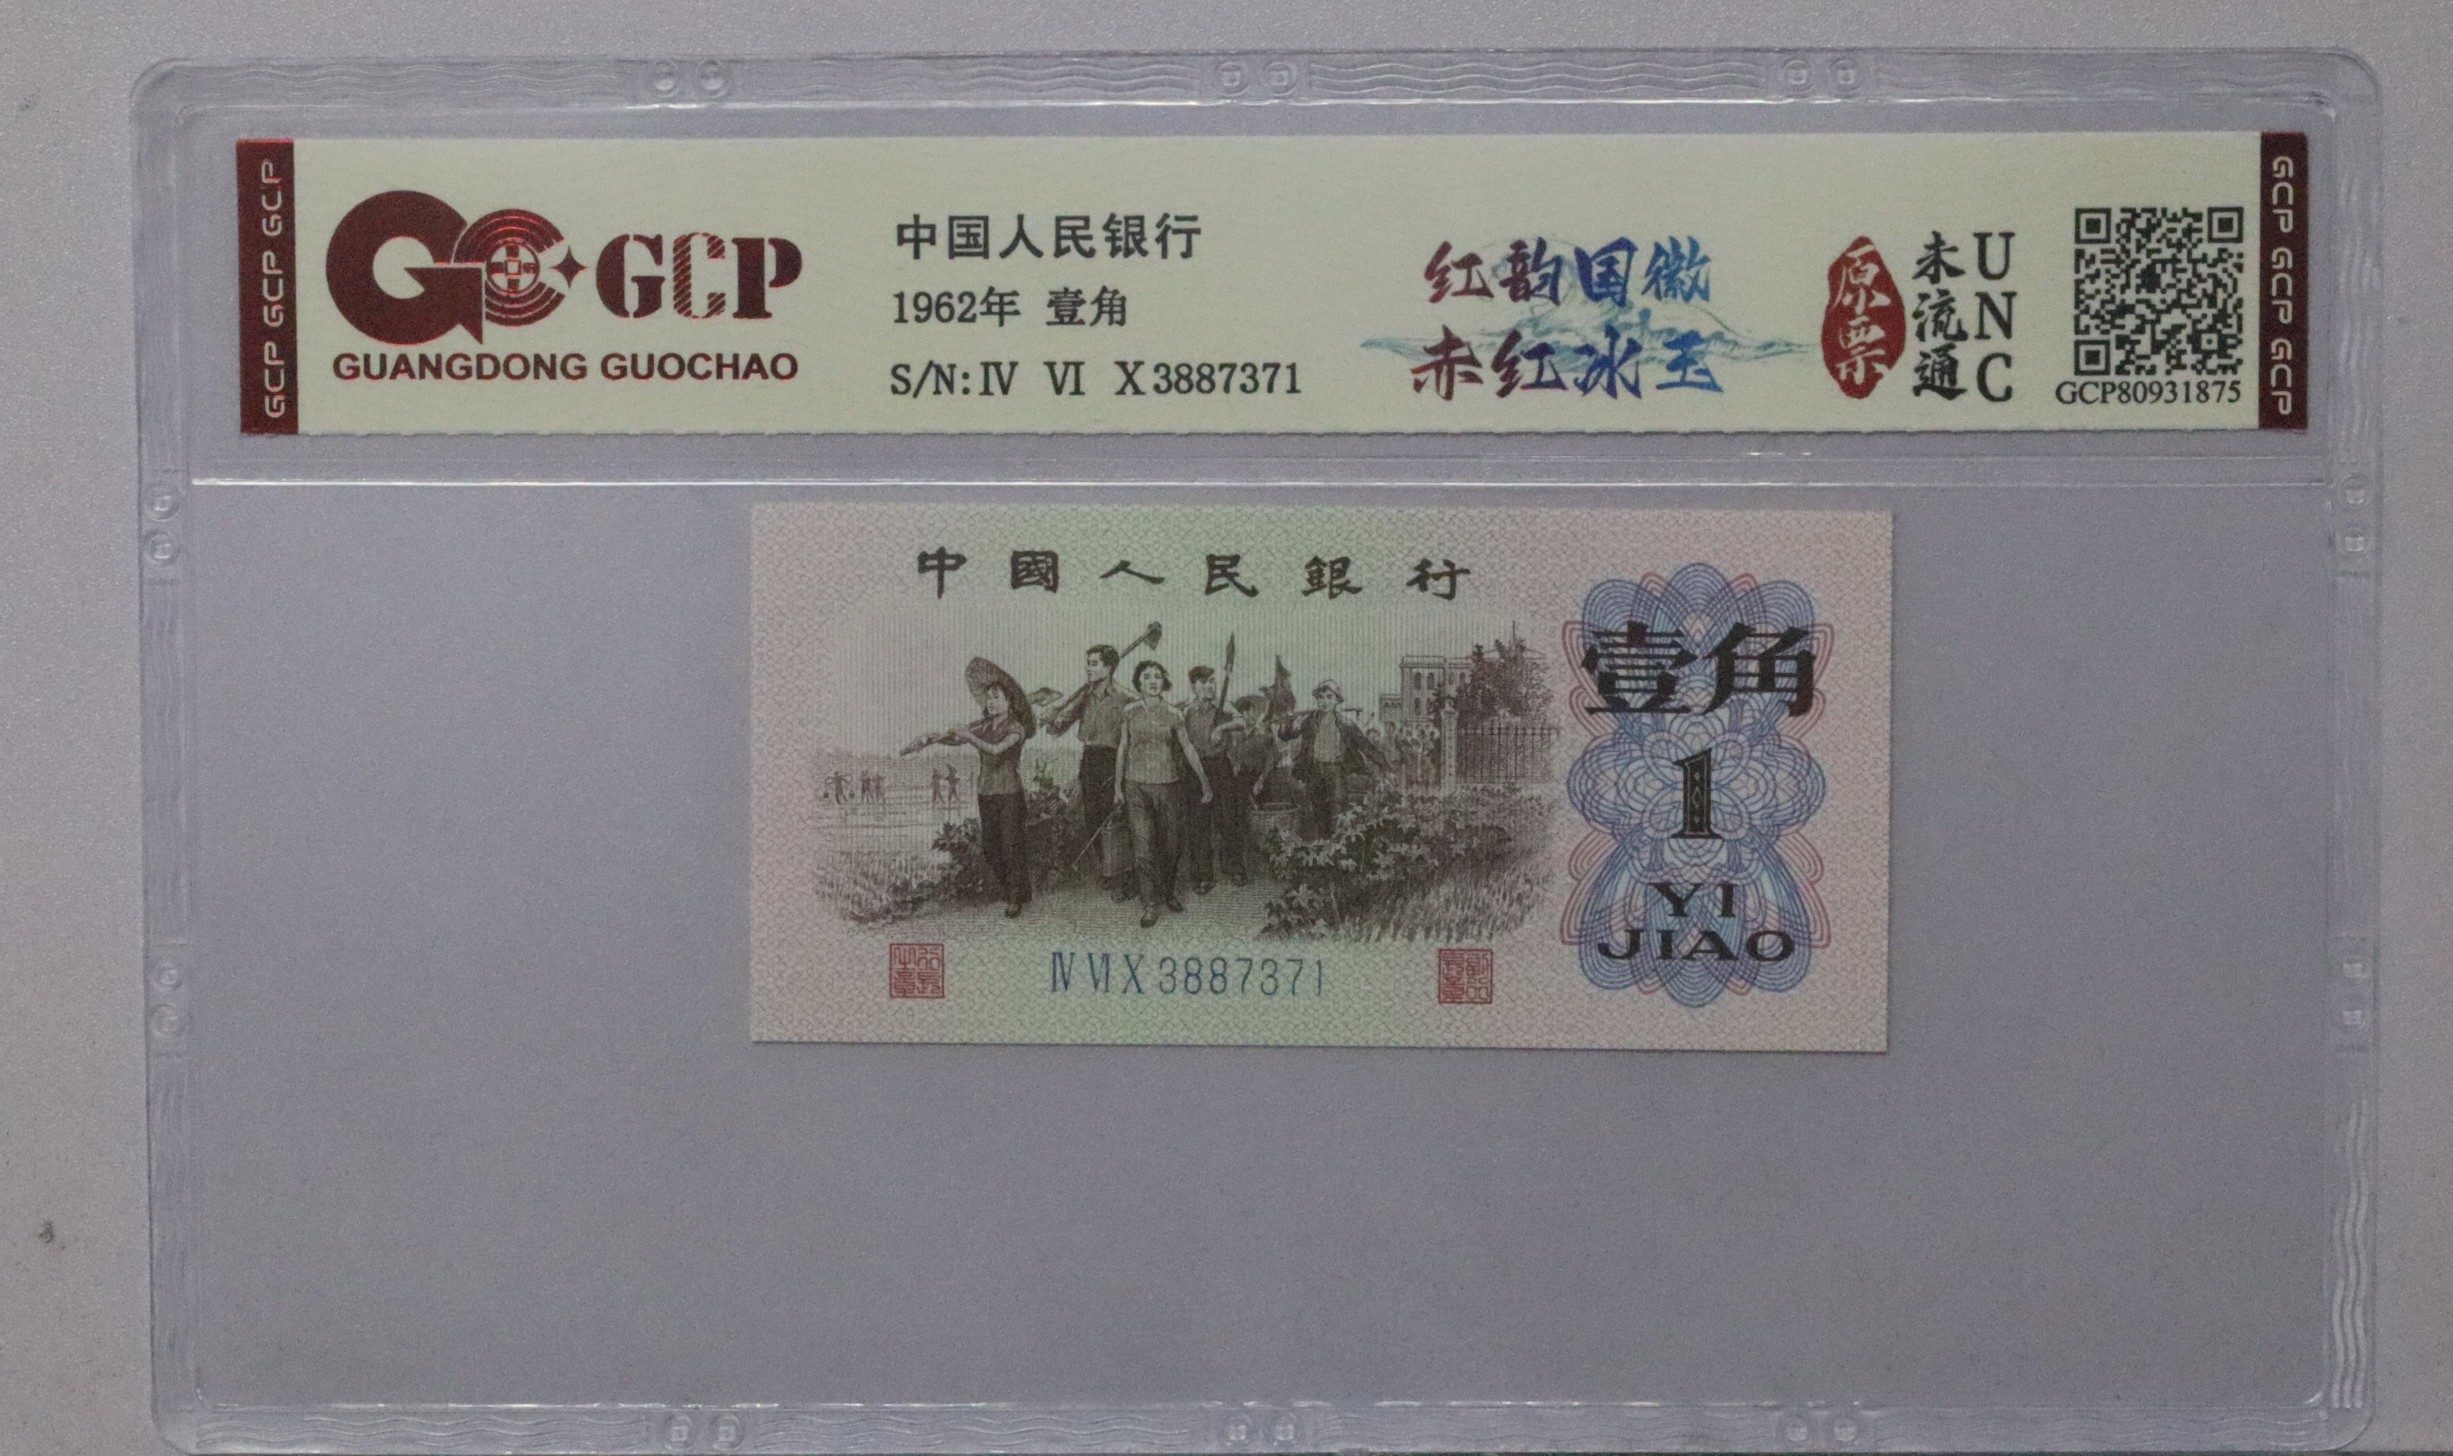 GCP GCP GCP
GCP
GUANGDONG GUOCHAO
中国人民银行
1962年 壹角
S/N: IV VI X 3887371
红韵国徽
赤红冰玉
原票
未流通
UNC
GCP80931875
GCP GCP GCP
中國人民銀行
壹角
1
YI
JIAO
IV VI X 3887371